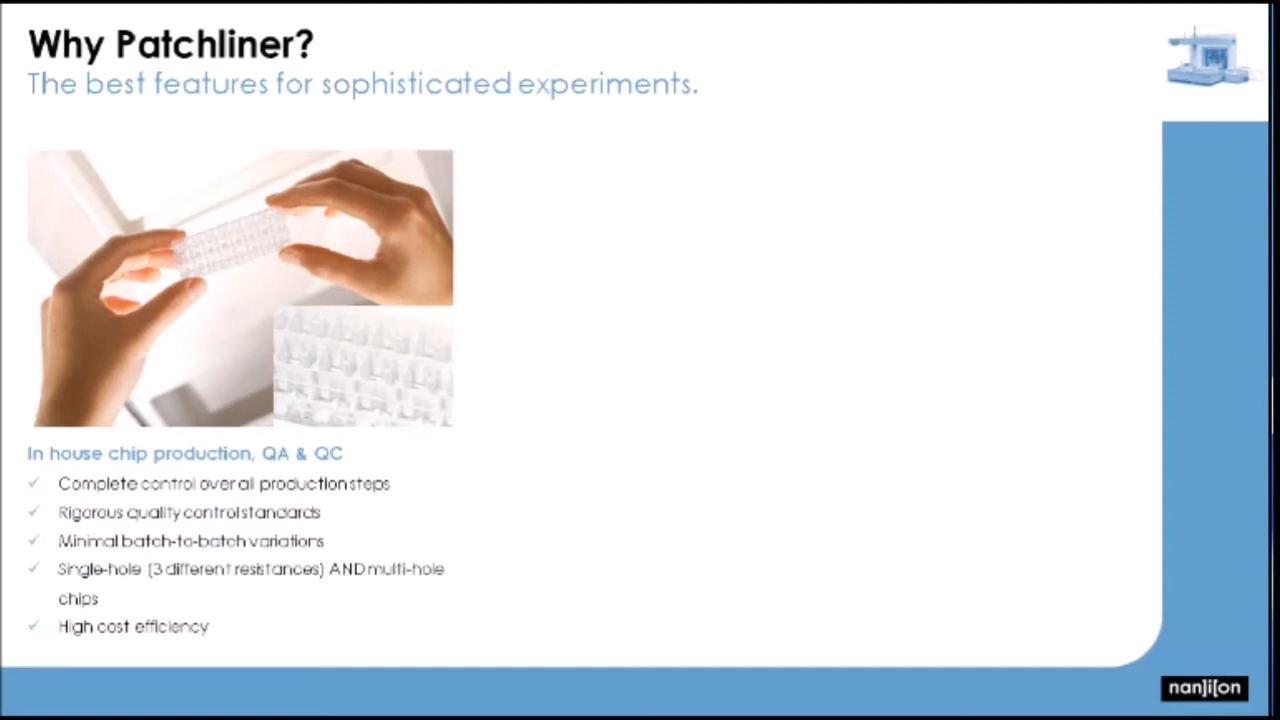 Why Patchliner?
The best features for sophisticated experiments.
In house chip production, QA & QC
✓ Complete control over all production steps
✓ Rigorous quality control standards
✓ Minimal batch-to-batch variations
✓ Single-hole (3 different resistances) AND multi-hole
chips
✓ High cost efficiency
nan]i[on